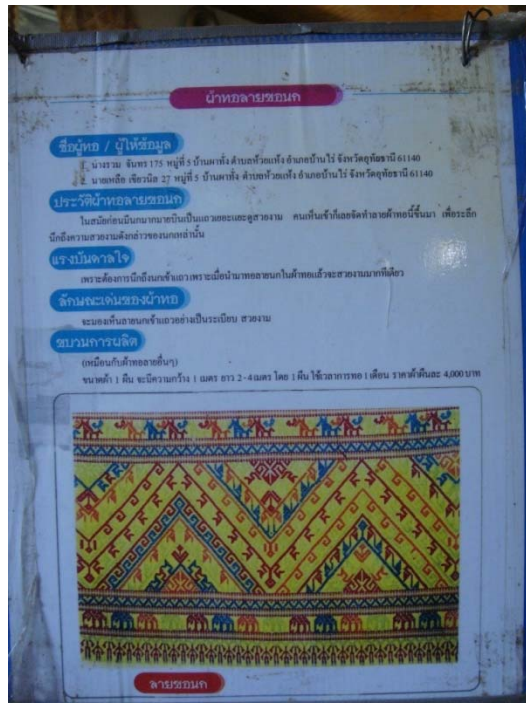 ผ้าทอลายขอนก
ชื่อผู้ทอ / ผู้ให้ข้อมูล
1. นางรวม จันทร 175 หมู่ที่ 5 บ้านผาทั่ง ตำบลห้วยแห้ง อำเภอบ้านไร่ จังหวัดอุทัยธานี 61140
2. นายเหลือ เขียวนิล 27 หมู่ที่ 5 บ้านผาทั่ง ตำบลห้วยแห้ง อำเภอบ้านไร่ จังหวัดอุทัยธานี 61140
ประวัติผ้าทอลายขอนก
ในสมัยก่อนมีนกมากมายบินเป็นแถวเยอะแยะดูสวยงาม คนเห็นเข้าก็เลยจัดทำลายผ้าทอนี้ขึ้นมา เพื่อระลึก
นึกถึงความสวยงามดังกล่าวของนกเหล่านั้น
แรงบันดาลใจ
เพราะต้องการนึกถึงนกเข้าแถวเพราะเมื่อนำมาทอลายนกในผ้าทอแล้วจะสวยงามมากทีเดียว
ลักษณะเด่นของผ้าทอ
จะมองเห็นลายนกเข้าแถวอย่างเป็นระเบียบ สวยงาม
ขบวนการผลิต
(เหมือนกับผ้าทอลายอื่นๆ)
ขนาดผ้า 1 ผืน จะมีความกว้าง 1 เมตร ยาว 2-4 เมตร โดย 1 ผืน ใช้เวลาการทอ 1 เดือน ราคาผ้าผืนละ 4,000 บาท
ลายขอนก